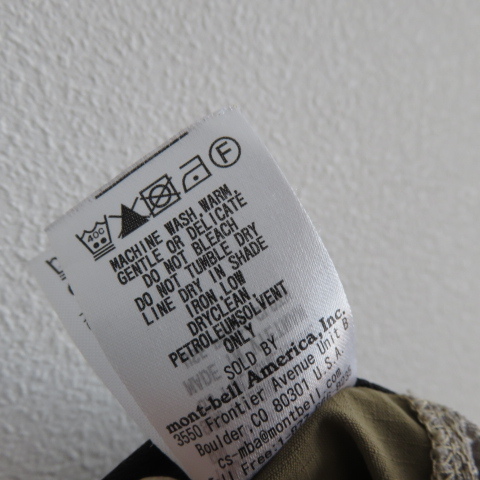 400 F
MACHINE WASH WARM.
GENTLE OR DELICATE
DO NOT BLEACH
DO NOT TUMBLE DRY
LINE DRY IN SHADE
IRON LOW
DRYCLEAN,
PETROLEUMSOLVENT
ONLY
SOLD BY
mont-bell America, Inc.
3550 Frontier Avenue Unit B
Boulder, CO 80301 U.S.A.
cs-mba@montbell.com
Free: